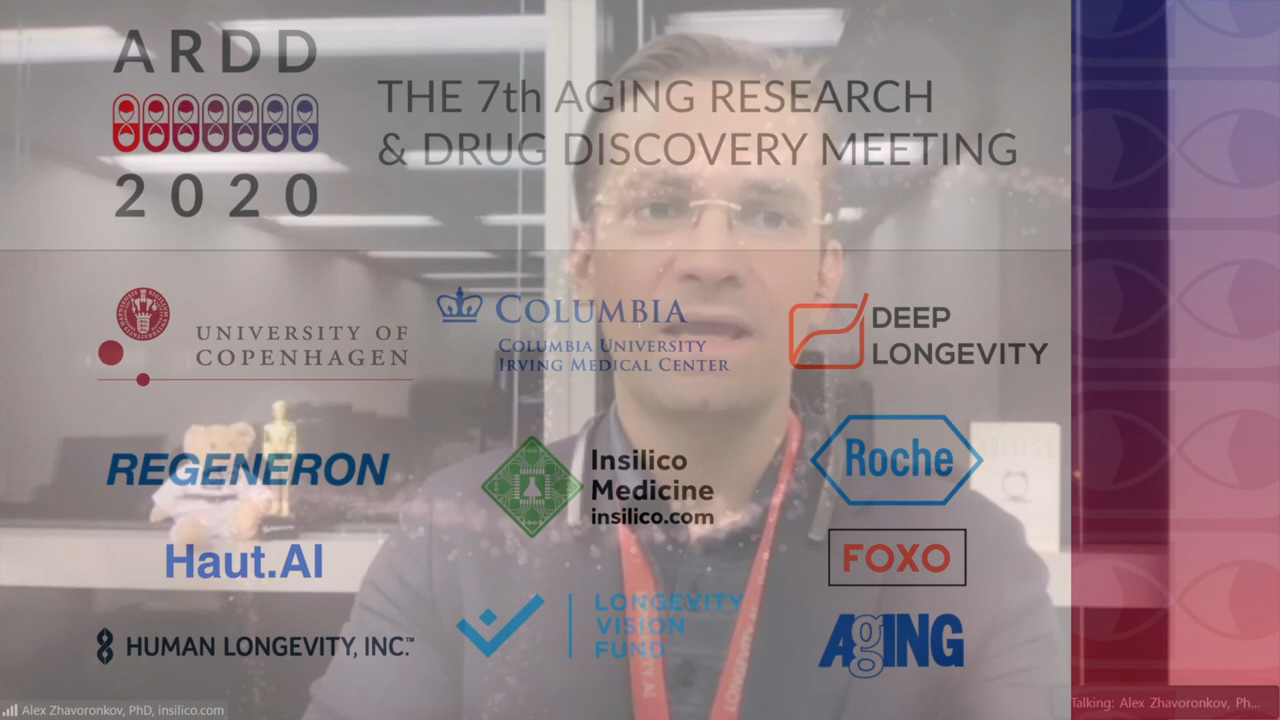 ARDD
2020
THE 7th AGING RESEARCH
& DRUG DISCOVERY MEETING
UNIVERSITY OF
COPENHAGEN
COLUMBIA
COLUMBIA UNIVERSITY
IRVING MEDICAL CENTER
DEEP
LONGEVITY
REGENERON
Insilico
Medicine
insilico.com
Roche
Haut.AI
FOXO
HUMAN LONGEVITY, INC.™
LONGEVITY
VISION
FUND
AgING
Alex Zhavoronkov, PhD, insilico.com
Talking: Alex Zhavoronkov, Ph...